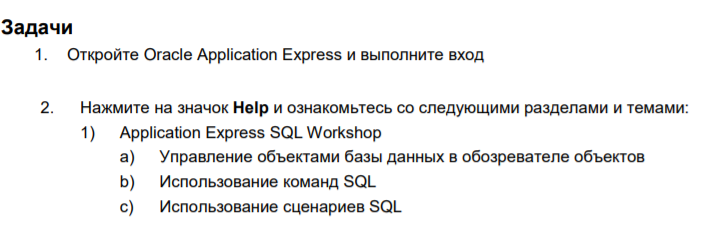 Задачи
1. Откройте Oracle Application Express и выполните вход
2. Нажмите на значок Help и ознакомьтесь со следующими разделами и темами:
1) Application Express SQL Workshop
a) Управление объектами базы данных в обозревателе объектов
b) Использование команд SQL
c) Использование сценариев SQL